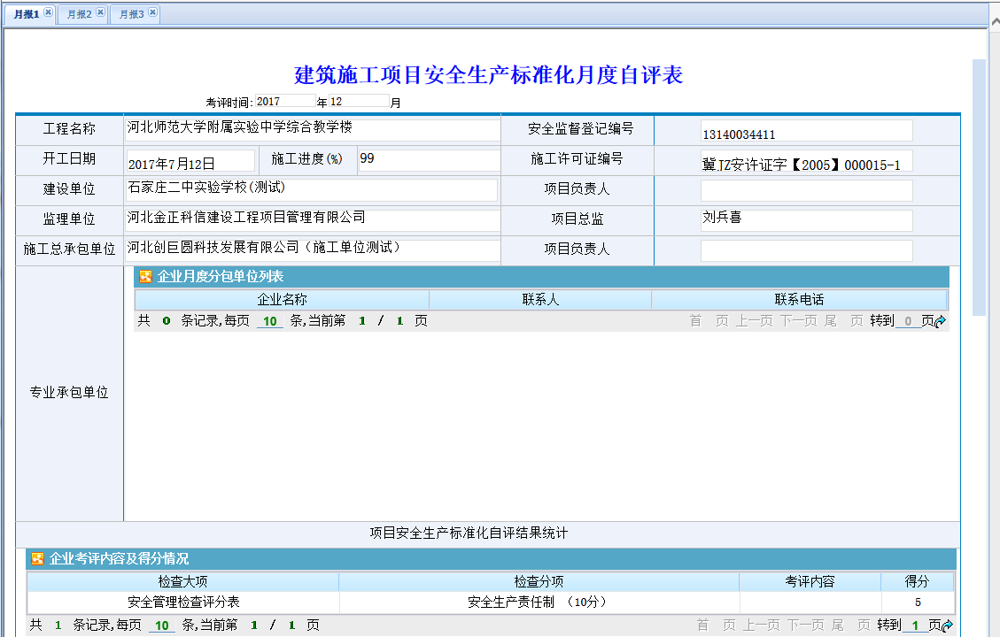 月报1 月报2 月报3
建筑施工项目安全生产标准化月度自评表
考评时间: 2017 年 12 月
工程名称 河北师范大学附属实验中学综合教学楼 安全监督登记编号 13140034411
开工日期 2017年7月12日 施工进度(%) 99 施工许可证编号 冀JZ安许证字【2005】000015-1
建设单位 石家庄二中实验学校(测试) 项目负责人
监理单位 河北金正科信建设工程项目管理有限公司 项目总监 刘兵喜
施工总承包单位 河北创巨圆科技发展有限公司（施工单位测试） 项目负责人
企业月度分包单位列表
企业名称 联系人 联系电话
共 0 条记录,每页 10 条,当前第 1 / 1 页 首 页 上一页 下一页 尾 页 转到 0 页
专业承包单位
项目安全生产标准化自评结果统计
企业考评内容及得分情况
检查大项 检查分项 考评内容 得分
安全管理检查评分表 安全生产责任制 （10分） 5
共 1 条记录,每页 10 条,当前第 1 / 1 页 首 页 上一页 下一页 尾 页 转到 1 页